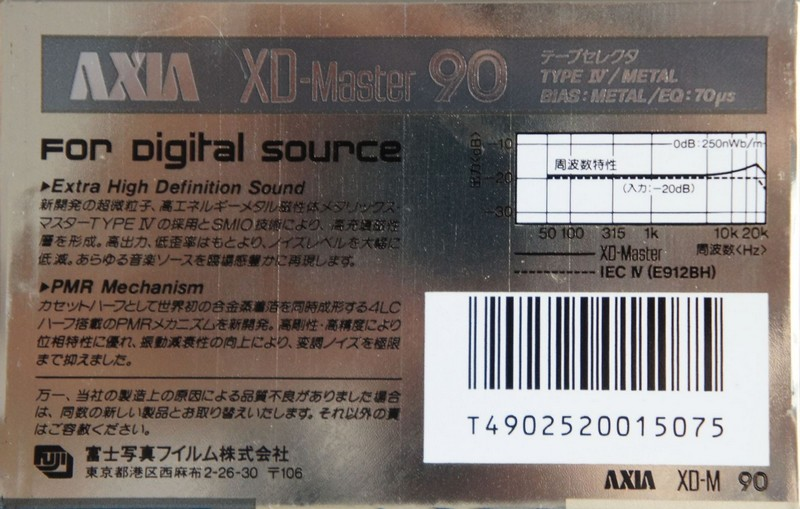 AXIA XD-Master 90
テープセレクタ
TYPE Ⅳ/METAL
BIAS:METAL/EQ:70μs
For Digital source
▶Extra High Definition Sound
新開発の超微粒子、高エネルギーメタル磁性体メタリックス・
マスターTYPE Ⅳの採用とSMIO技術により、高充填磁性
層を形成。高出力、低歪率はもとより、ノイズレベルを大幅に
低減。あらゆる音楽ソースを臨場感豊かに再現します。
▶PMR Mechanism
カセットハーフとして世界初の合金蒸着箔を同時成形する4LC
ハーフ搭載のPMRメカニズムを新開発。高剛性・高精度により
位相特性に優れ、振動減衰性の向上により、変調ノイズを極限
まで抑えました。
万一、当社の製造上の原因による品質不良がありました場合
は、同数の新しい製品とお取り替えいたします。それ以外の責
はご容赦ください。
FUJI 富士写真フイルム株式会社
東京都港区西麻布2-26-30 〒106
出力<dB>
-10
-20
-30
0dB:250nWb/m
周波数特性
(入力:-20dB)
50 100 315 1k 10k 20k
周波数<Hz>
XD-Master
IEC Ⅳ (E912BH)
T4902520015075
AXIA XD-M 90